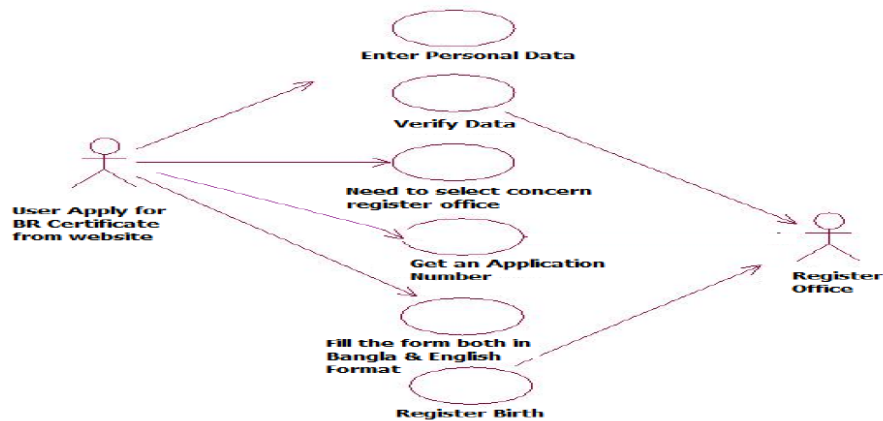 Enter Personal Data
Verify Data
Need to select concern
register office
User Apply for
BR Certificate
from website
Get an Application
Number
Register
Office
Fill the form both in
Bangla & English
Format
Register Birth